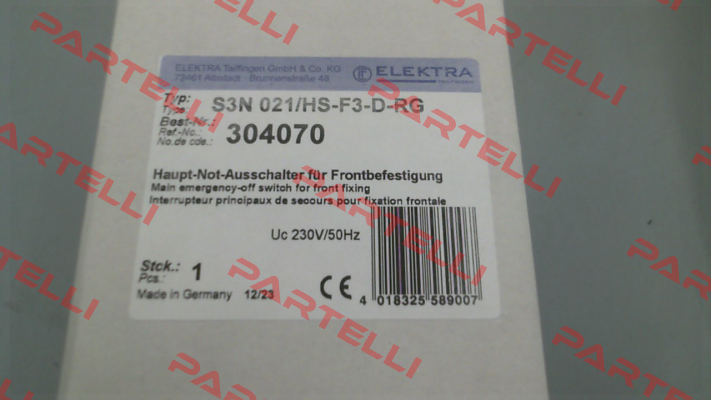 ELEKTRA Tailfingen GmbH & Co. KG
72461 Albstadt Brunnenstraße 48
ELEKTRA
TAILFINGEN
Typ: S3N 021/HS-F3-D-RG
Type:
Best-Nr.: 304070
Ref.-No.:
No.de cde.:
Haupt-Not-Ausschalter für Frontbefestigung
Main emergency-off switch for front fixing
Interrupteur principaux de secours pour fixation frontale
Uc 230V/50Hz
Stck.: 1
Pcs.:
Made in Germany 12/23
CE
4 018325 589007
PARTELLI
PARTELLI
PARTELLI
PARTELLI
PARTELLI
PARTELLI
PARTELLI
PARTELLI